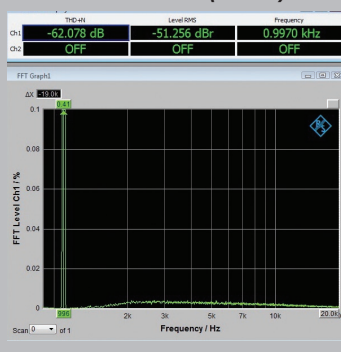 THD+N Level RMS Frequency
Ch1 -62.078 dB -51.256 dBr 0.9970 kHz
Ch2 OFF OFF OFF
FFT Graph1
ΔX -19.0k
0.41
0.1
0.08
0.06
0.04
0.02
0
FFT Level Ch1 / %
996 2k 3k 5k 7k 10k 20.0k
Scan 0 of 1 Frequency / Hz